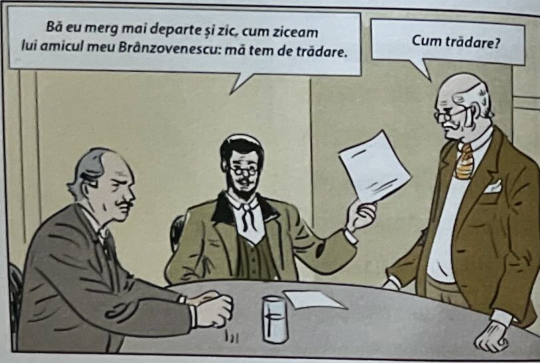 Bă eu merg mai departe și zic, cum ziceam
lui amicul meu Brânzovenescu: mă tem de trădare.
Cum trădare?